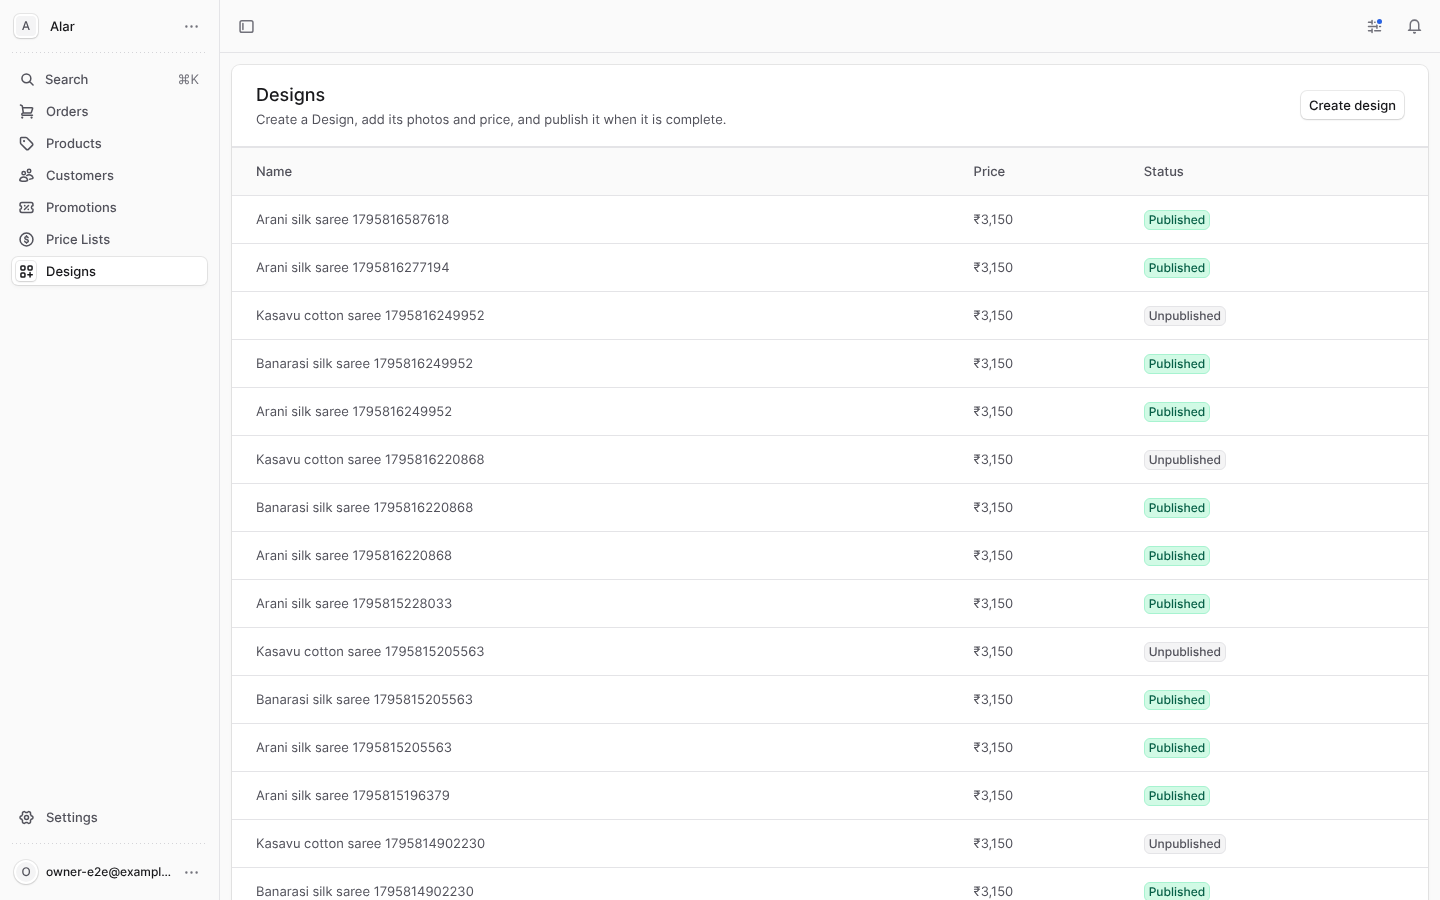 A Alar
Search ⌘K
Orders
Products
Customers
Promotions
Price Lists
Designs
Settings
O owner-e2e@exampl...
Designs
Create a Design, add its photos and price, and publish it when it is complete.
Create design
Name Price Status
Arani silk saree 1795816587618 ₹3,150 Published
Arani silk saree 1795816277194 ₹3,150 Published
Kasavu cotton saree 1795816249952 ₹3,150 Unpublished
Banarasi silk saree 1795816249952 ₹3,150 Published
Arani silk saree 1795816249952 ₹3,150 Published
Kasavu cotton saree 1795816220868 ₹3,150 Unpublished
Banarasi silk saree 1795816220868 ₹3,150 Published
Arani silk saree 1795816220868 ₹3,150 Published
Arani silk saree 1795815228033 ₹3,150 Published
Kasavu cotton saree 1795815205563 ₹3,150 Unpublished
Banarasi silk saree 1795815205563 ₹3,150 Published
Arani silk saree 1795815205563 ₹3,150 Published
Arani silk saree 1795815196379 ₹3,150 Published
Kasavu cotton saree 1795814902230 ₹3,150 Unpublished
Banarasi silk saree 1795814902230 ₹3,150 Published